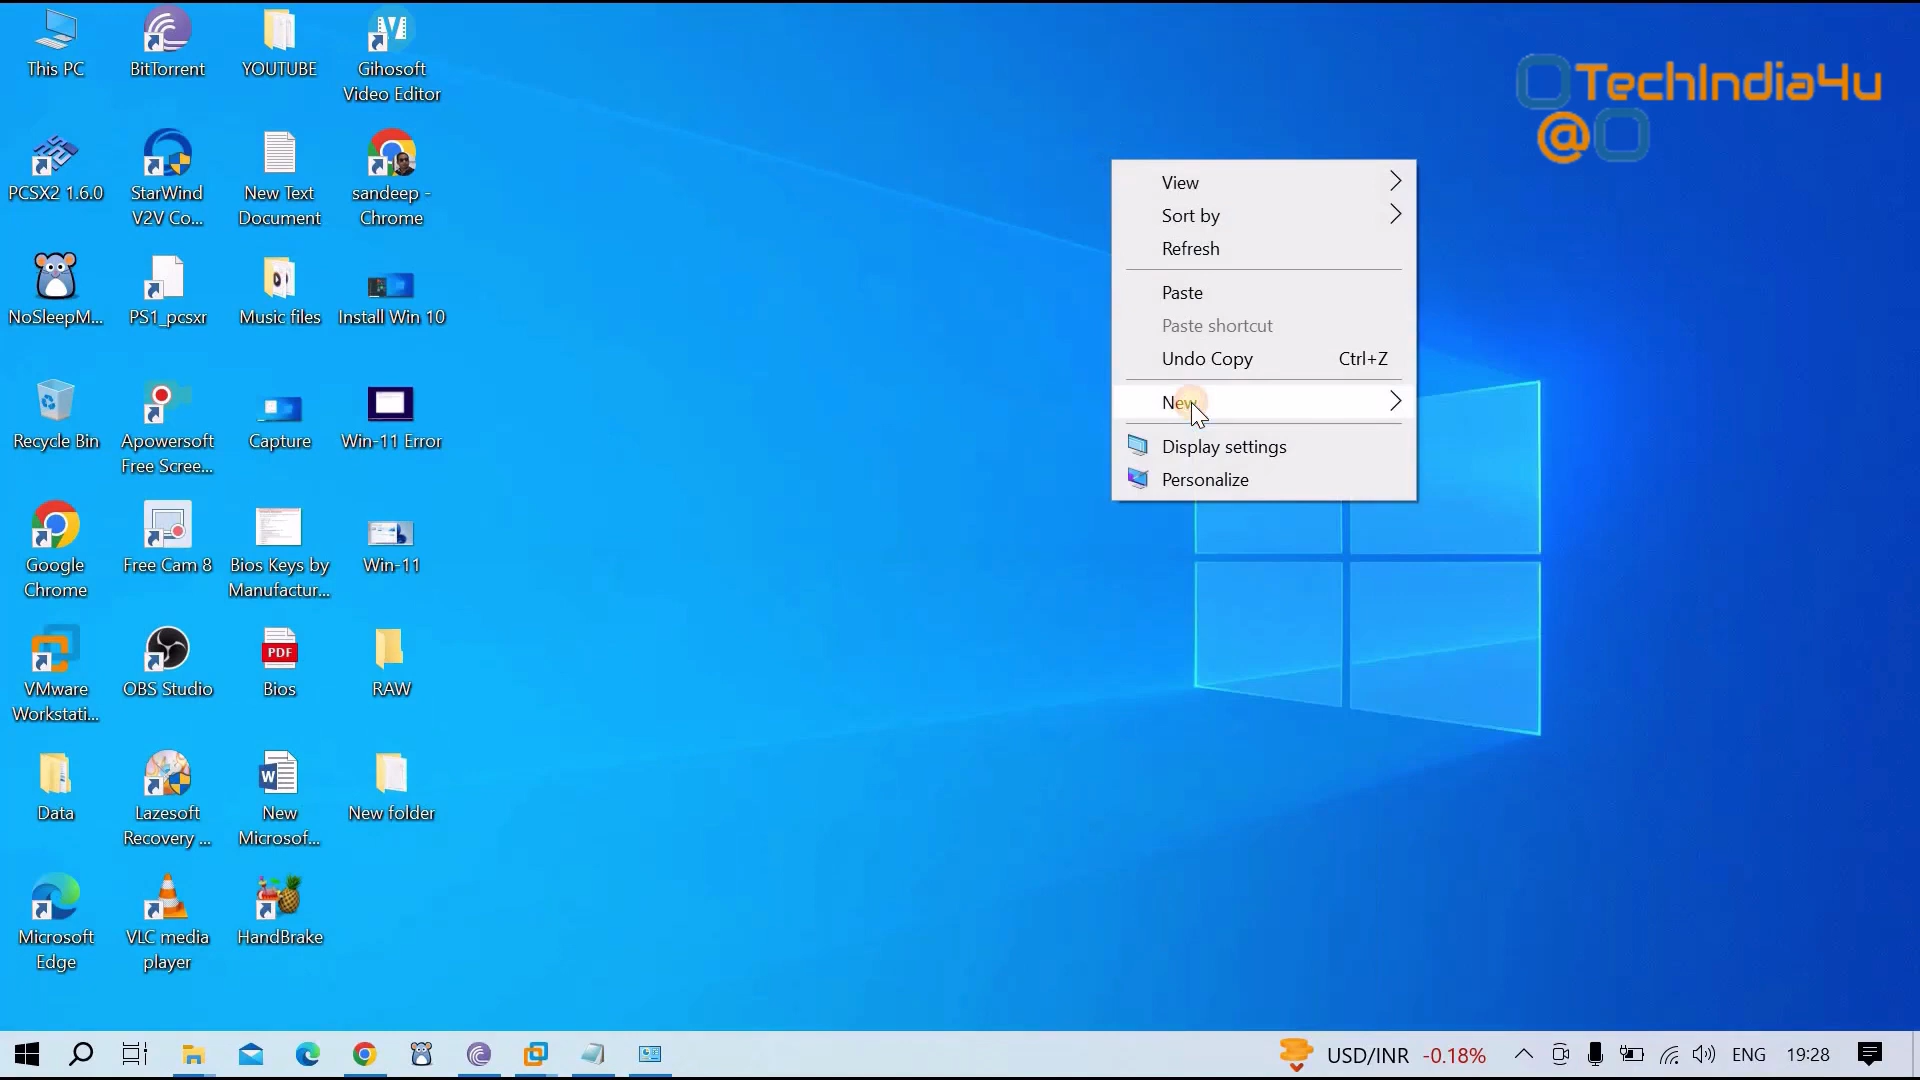 This PC
BitTorrent
YOUTUBE
Gihosoft
Video Editor
PCSX2 1.6.0
StarWind
V2V Co...
New Text
Document
sandeep -
Chrome
NoSleepM...
PS1_pcsxr
Music files
Install Win 10
Recycle Bin
Apowersoft
Free Scree...
Capture
Win-11 Error
Google
Chrome
Free Cam 8
Bios Keys by
Manufactur...
Win-11
VMware
Workstati...
OBS Studio
PDF
Bios
RAW
Data
Lazesoft
Recovery ...
W
New
Microsof...
New folder
Microsoft
Edge
VLC media
player
HandBrake
TechIndia4u
@
View
Sort by
Refresh
Paste
Paste shortcut
Undo Copy Ctrl+Z
New
Display settings
Personalize
USD/INR -0.18% ENG 19:28